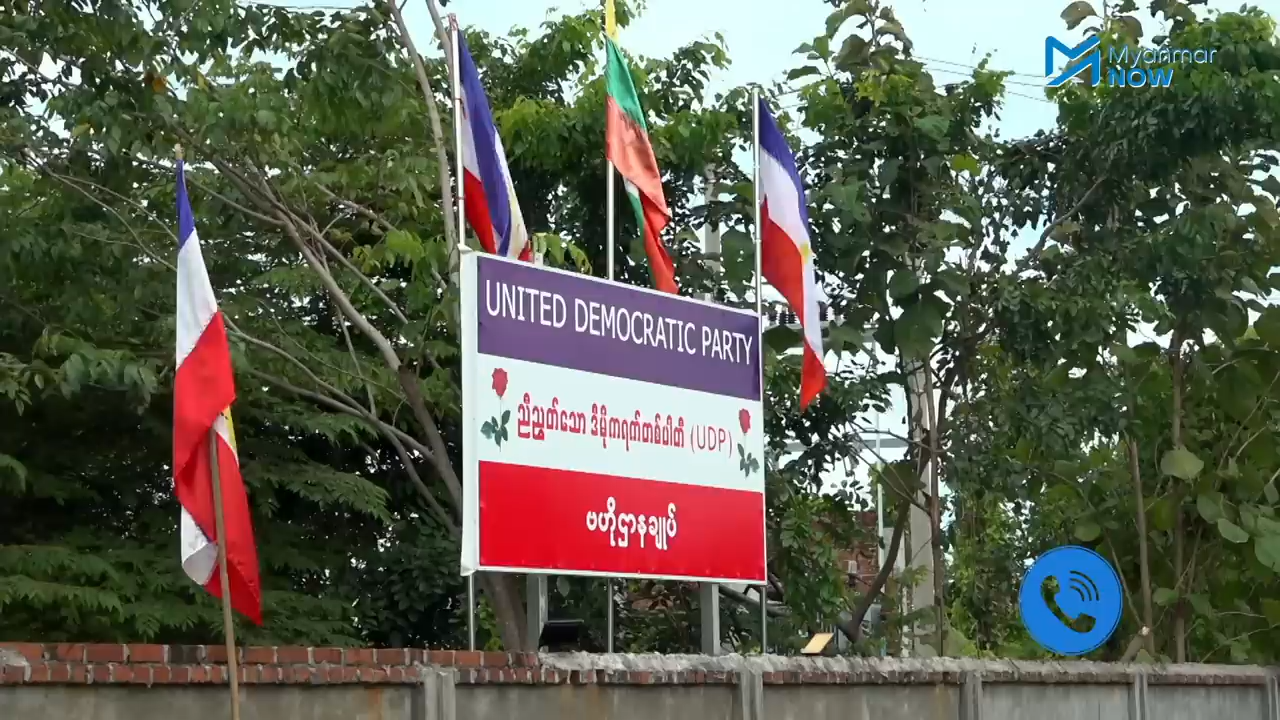 Myanmar
NOW
UNITED DEMOCRATIC PARTY
ညီညွတ်သော ဒီမိုကရက်တစ်ပါတီ (UDP)
ဗဟိုဌာနချုပ်